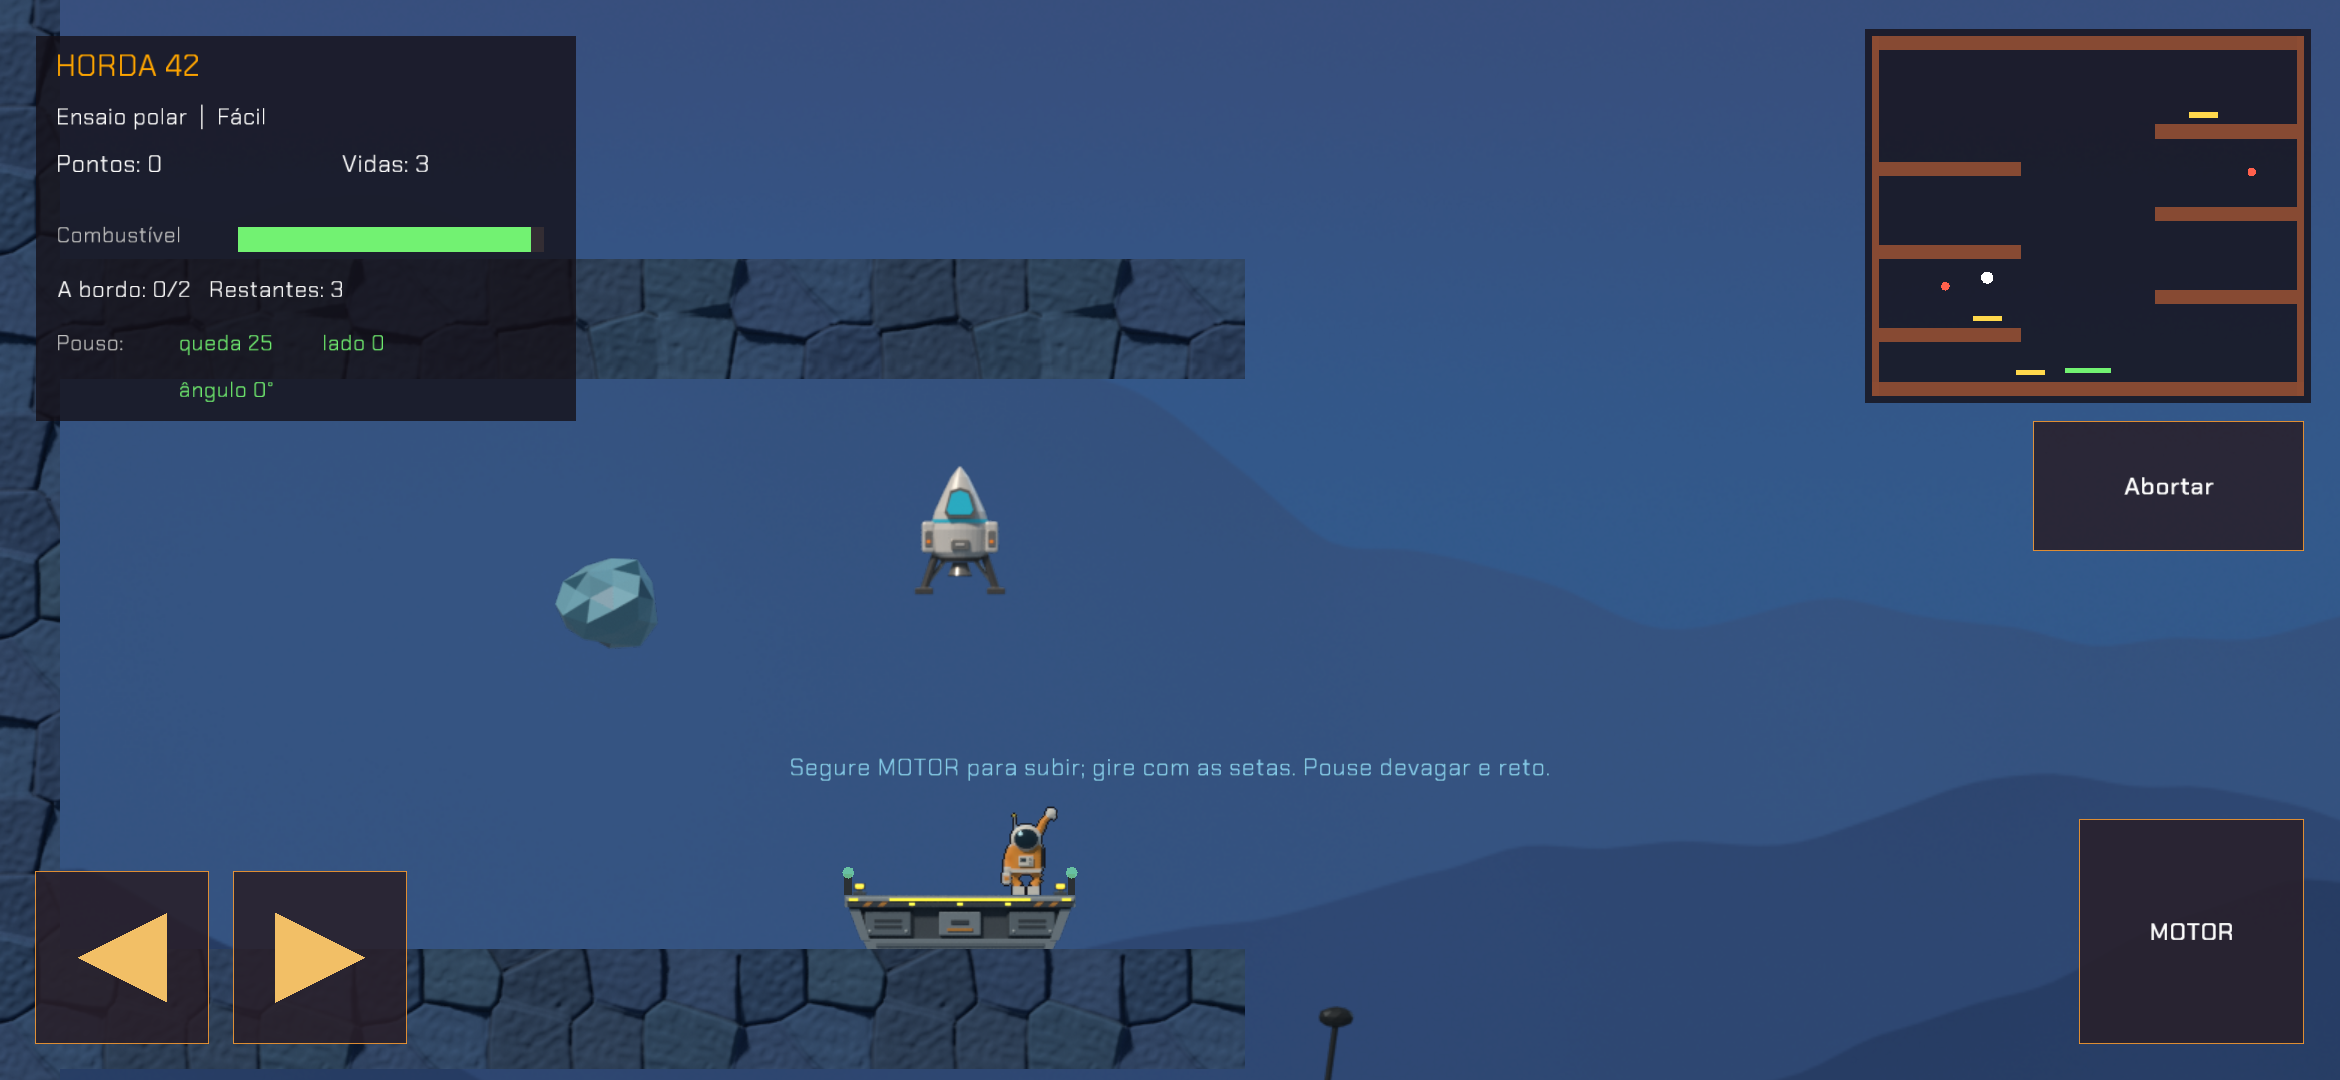 HORDA 42
Ensaio polar | Fácil
Pontos: 0 Vidas: 3
Combustível
A bordo: 0/2 Restantes: 3
Pouso: queda 25 lado 0
ângulo 0°
Abortar
Segure MOTOR para subir; gire com as setas. Pouse devagar e reto.
MOTOR